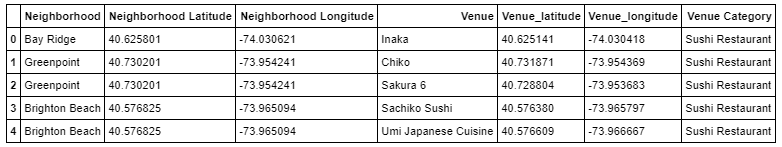 Neighborhood Neighborhood Latitude Neighborhood Longitude Venue Venue_latitude Venue_longitude Venue Category
0 Bay Ridge 40.625801 -74.030621 Inaka 40.625141 -74.030418 Sushi Restaurant
1 Greenpoint 40.730201 -73.954241 Chiko 40.731871 -73.954369 Sushi Restaurant
2 Greenpoint 40.730201 -73.954241 Sakura 6 40.728804 -73.953683 Sushi Restaurant
3 Brighton Beach 40.576825 -73.965094 Sachiko Sushi 40.576380 -73.965797 Sushi Restaurant
4 Brighton Beach 40.576825 -73.965094 Umi Japanese Cuisine 40.576609 -73.966667 Sushi Restaurant